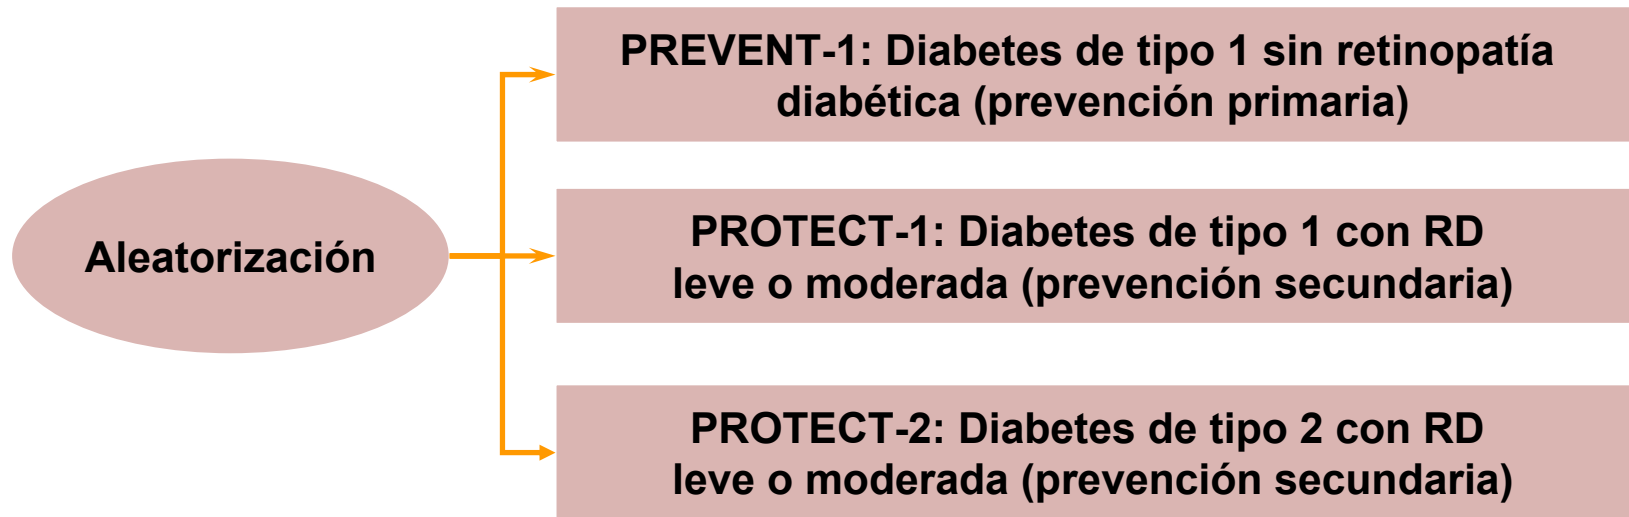 PREVENT-1: Diabetes de tipo 1 sin retinopatía
diabética (prevención primaria)
Aleatorización
PROTECT-1: Diabetes de tipo 1 con RD
leve o moderada (prevención secundaria)
PROTECT-2: Diabetes de tipo 2 con RD
leve o moderada (prevención secundaria)